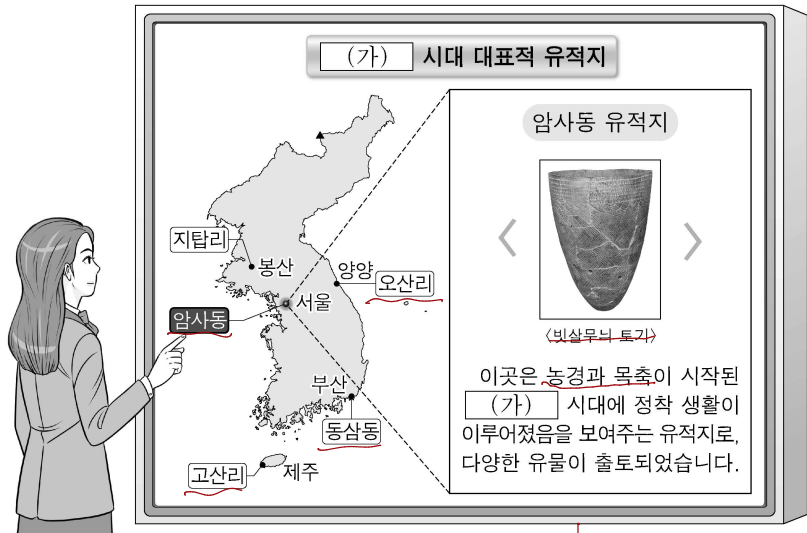 (가) 시대 대표적 유적지
암사동 유적지
지탑리
봉산
양양
오산리
암사동
서울
〈빗살무늬 토기〉
부산
동삼동
고산리
제주
이곳은 농경과 목축이 시작된
(가) 시대에 정착 생활이
이루어졌음을 보여주는 유적지로,
다양한 유물이 출토되었습니다.